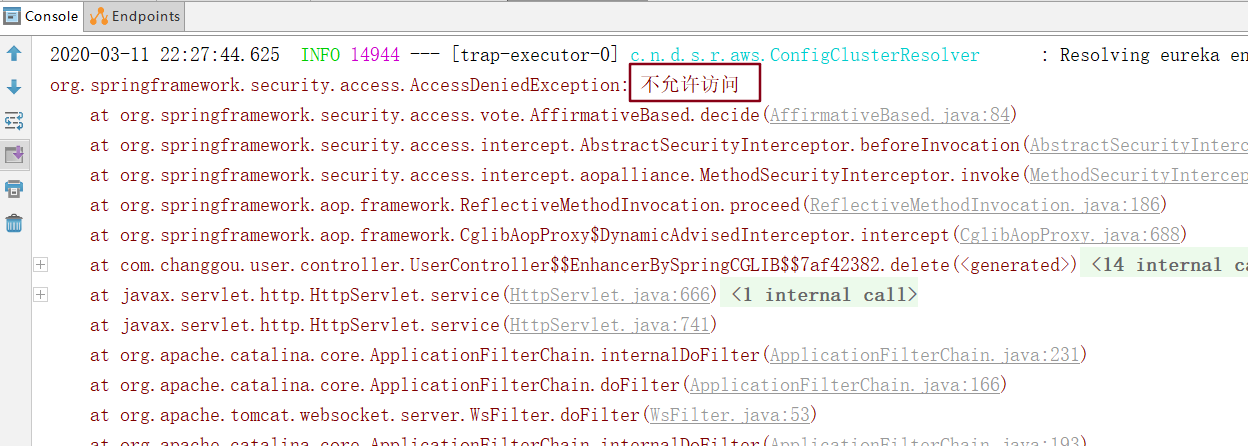 Console Endpoints
2020-03-11 22:27:44.625 INFO 14944 --- [trap-executor-0] c.n.d.s.r.aws.ConfigClusterResolver : Resolving eureka en
org.springframework.security.access.AccessDeniedException: 不允许访问
at org.springframework.security.access.vote.AffirmativeBased.decide(AffirmativeBased.java:84)
at org.springframework.security.access.intercept.AbstractSecurityInterceptor.beforeInvocation(AbstractSecurityInterc
at org.springframework.security.access.intercept.aopalliance.MethodSecurityInterceptor.invoke(MethodSecurityIntercep
at org.springframework.aop.framework.ReflectiveMethodInvocation.proceed(ReflectiveMethodInvocation.java:186)
at org.springframework.aop.framework.CglibAopProxy$DynamicAdvisedInterceptor.intercept(CglibAopProxy.java:688)
at com.changgou.user.controller.UserController$$EnhancerBySpringCGLIB$$7af42382.delete(<generated>) <14 internal ca
at javax.servlet.http.HttpServlet.service(HttpServlet.java:666) <1 internal call>
at javax.servlet.http.HttpServlet.service(HttpServlet.java:741)
at org.apache.catalina.core.ApplicationFilterChain.internalDoFilter(ApplicationFilterChain.java:231)
at org.apache.catalina.core.ApplicationFilterChain.doFilter(ApplicationFilterChain.java:166)
at org.apache.tomcat.websocket.server.WsFilter.doFilter(WsFilter.java:53)
at org.apache.catalina.core.ApplicationFilterChain.internalDoFilter(ApplicationFilterChain.java:193)